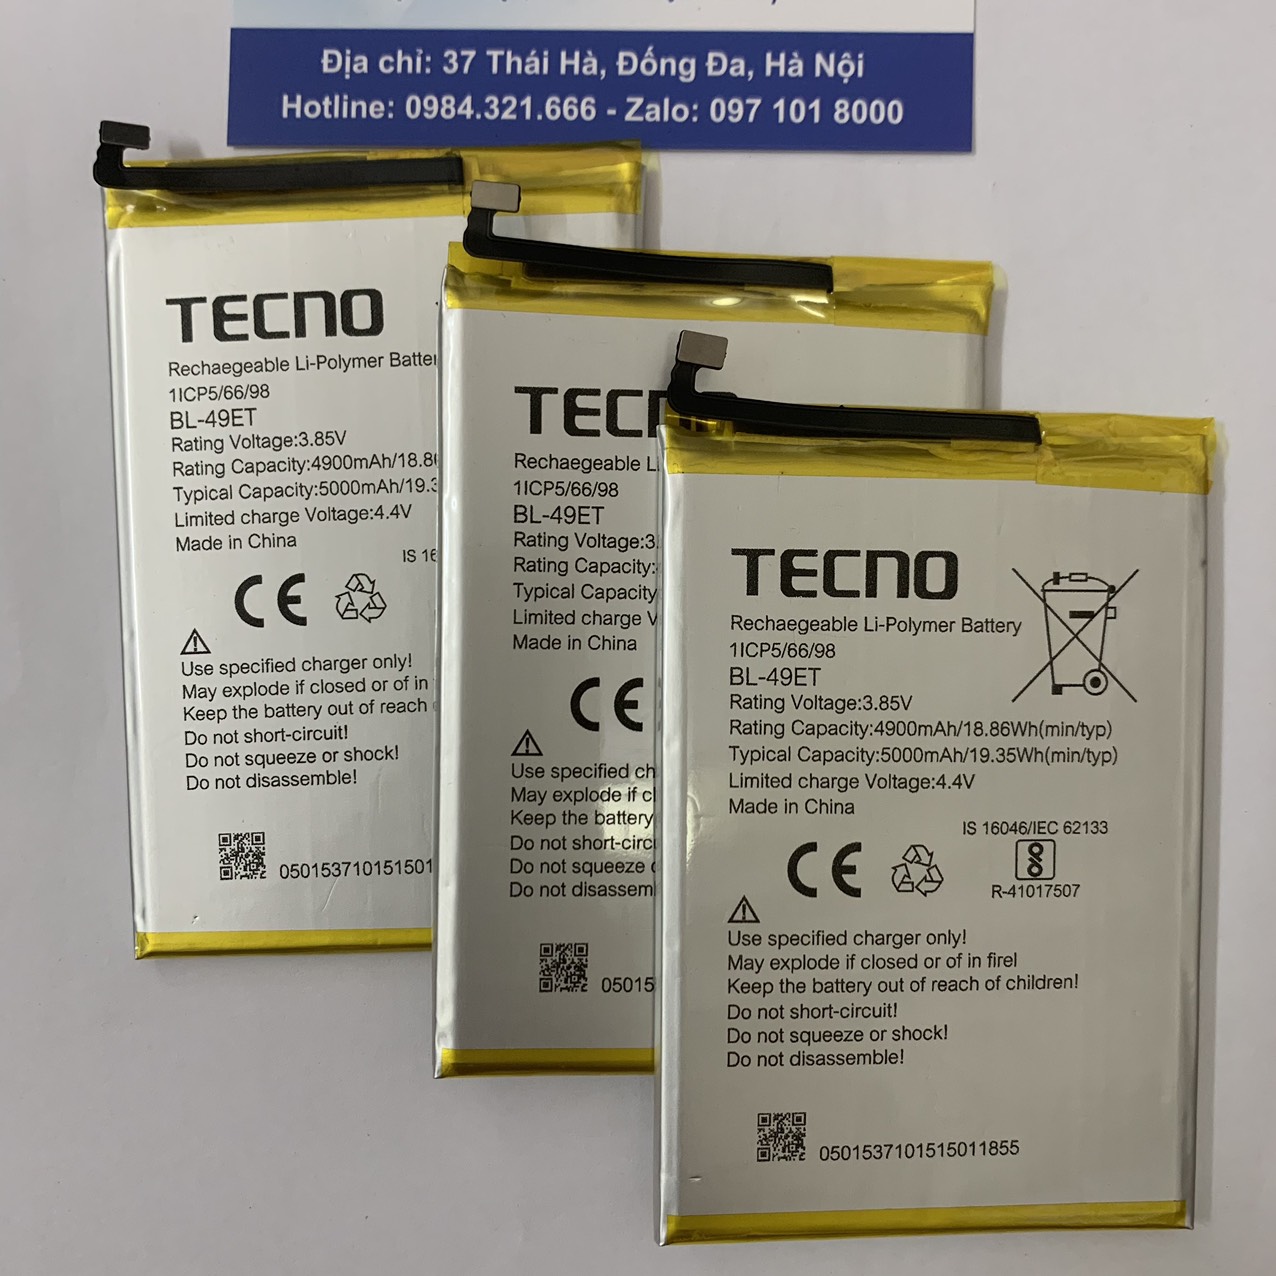 Địa chỉ: 37 Thái Hà, Đống Đa, Hà Nội
Hotline: 0984.321.666 - Zalo: 097 101 8000
TECNO
Rechaegeable Li-Polymer
1ICP5/66/98
BL-49ET
Rating Voltage:3.85V
Rating Capacity:4900mAh/18.8
Typical Capacity:5000mAh/19.3
Limited charge Voltage:4.4V
Made in China
IS 16
CE
Use specified charger only!
May explode if closed or of in
Keep the battery out of reach
Do not short-circuit!
Do not squeeze or shock!
Do not disassemble!
050153710151501
TEC
Rechaegeable
1ICP5/66/98
BL-49ET
Rating Voltage:3
Rating Capacity:
Typical Capacity
Limited charge
Made in China
CE
Use specified
May explode if
Keep the battery
Do not
Do not squeeze
Do not
05015
TECNO
Rechaegeable Li-Polymer Battery
1ICP5/66/98
BL-49ET
Rating Voltage:3.85V
Rating Capacity:4900mAh/18.86Wh(min/typ)
Typical Capacity:5000mAh/19.35Wh(min/typ)
Limited charge Voltage:4.4V
Made in China
IS 16046/IEC 62133
CE
R-41017507
Use specified charger only!
May explode if closed or of in firel
Keep the battery out of reach of children!
Do not short-circuit!
Do not squeeze or shock!
Do not disassemble!
0501537101515011855